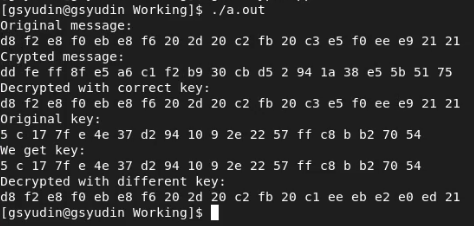 [gsyudin@gsyudin Working]$ ./a.out
Original message:
d8 f2 e8 f0 eb e8 f6 20 2d 20 c2 fb 20 c3 e5 f0 ee e9 21 21
Crypted message:
dd fe ff 8f e5 a6 c1 f2 b9 30 cb d5 2 94 1a 38 e5 5b 51 75
Decrypted with correct key:
d8 f2 e8 f0 eb e8 f6 20 2d 20 c2 fb 20 c3 e5 f0 ee e9 21 21
Original key:
5 c 17 7f e 4e 37 d2 94 10 9 2e 22 57 ff c8 b b2 70 54
We get key:
5 c 17 7f e 4e 37 d2 94 10 9 2e 22 57 ff c8 b b2 70 54
Decrypted with different key:
d8 f2 e8 f0 eb e8 f6 20 2d 20 c2 fb 20 c1 ee eb e2 e0 ed 21
[gsyudin@gsyudin Working]$